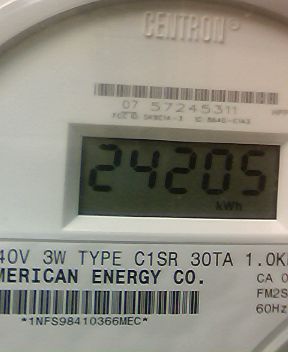 CENTRON®
07 57245311
24205
kWh
40V 3W TYPE C1SR 30TA 1.0K
MERICAN ENERGY CO.
CA 0
FM2S
60Hz
*1NFS98410366MEC*